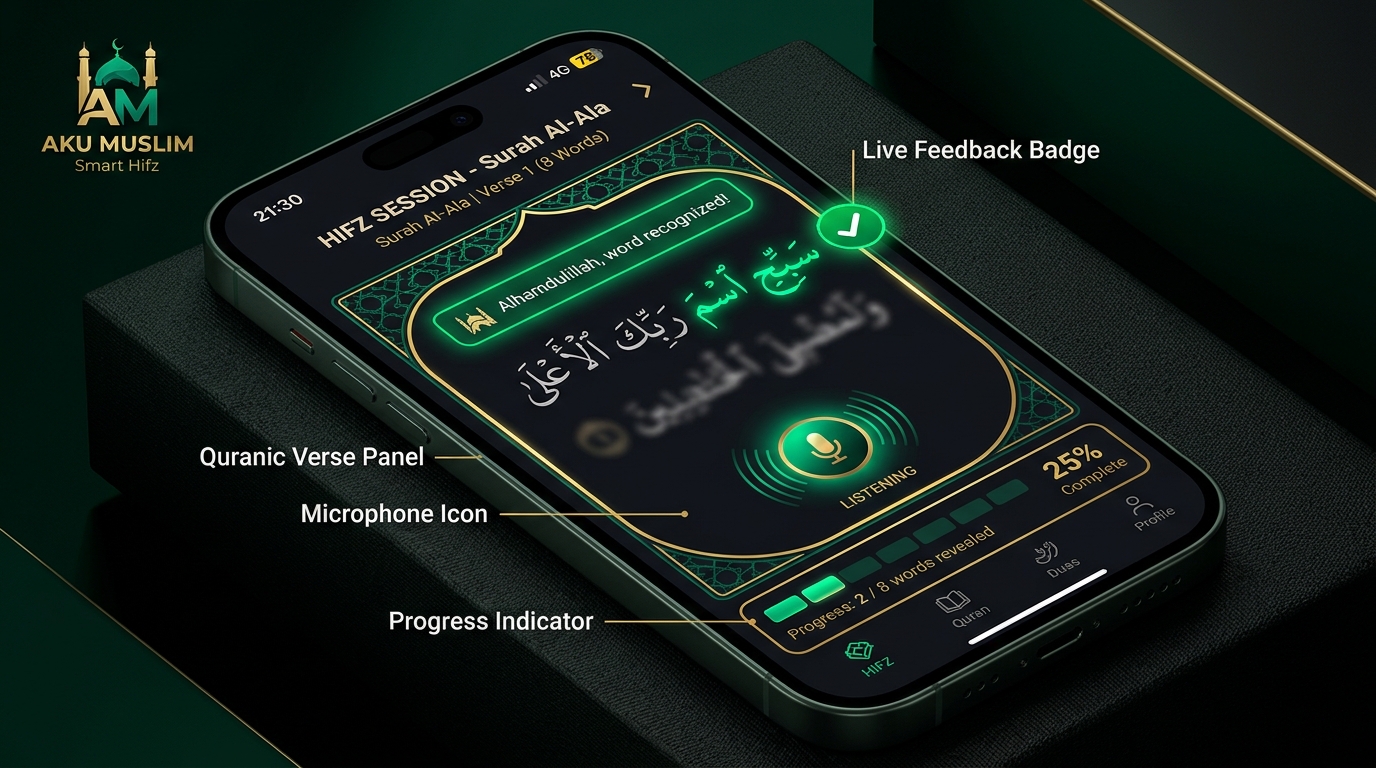 AM
AKU MUSLIM
Smart Hifz
21:30
4G
78
HIFZ SESSION - Surah Al-Ala
Surah Al-Ala | Verse 1 (8 Words)
Alhamdulillah, word recognized!
سَبِّحِ ٱسْمَ رَبِّكَ ٱلْأَعْلَىٰ
LISTENING
25%
Complete
Progress: 2 / 8 words revealed
HIFZ
Quran
Duas
Profile
Live Feedback Badge
Quranic Verse Panel
Microphone Icon
Progress Indicator